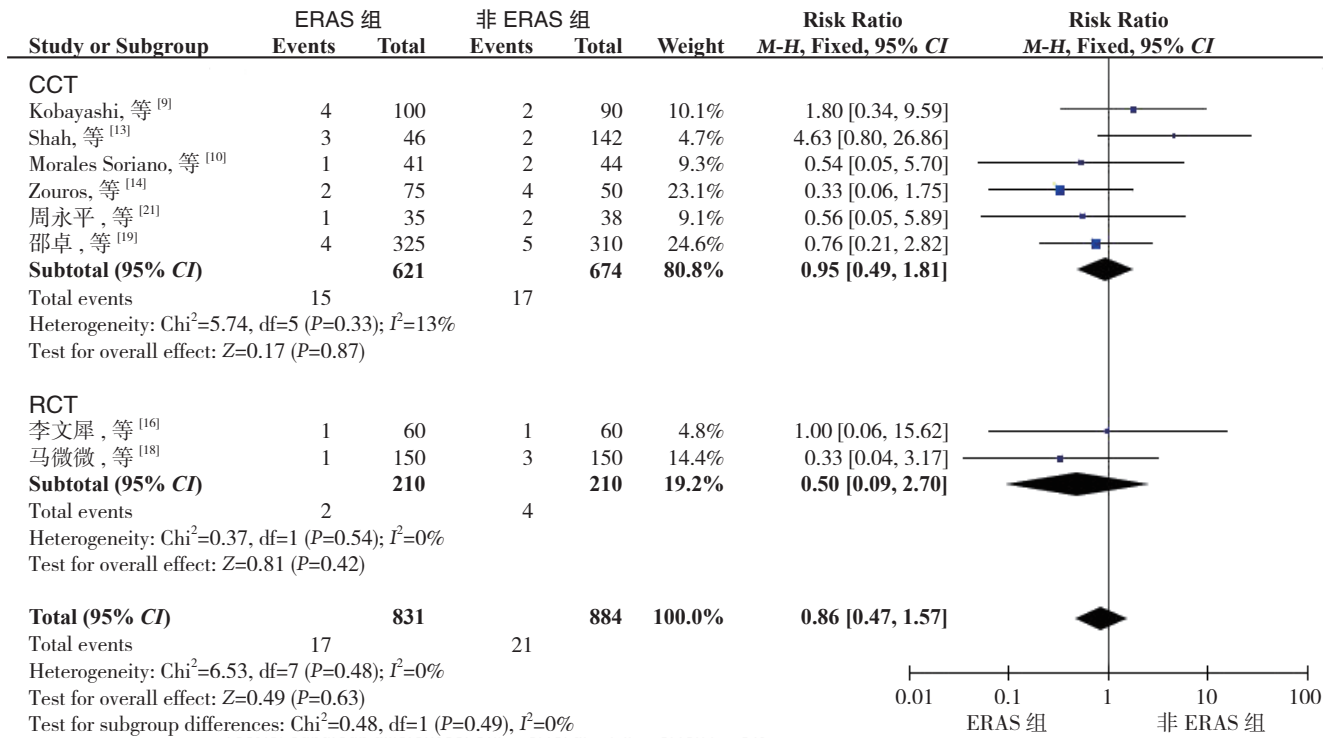 ERAS 组 非 ERAS 组 Risk Ratio Risk Ratio
Study or Subgroup Events Total Events Total Weight M-H, Fixed, 95% CI M-H, Fixed, 95% CI
CCT
Kobayashi, 等 [9] 4 100 2 90 10.1% 1.80 [0.34, 9.59]
Shah, 等 [13] 3 46 2 142 4.7% 4.63 [0.80, 26.86]
Morales Soriano, 等 [10] 1 41 2 44 9.3% 0.54 [0.05, 5.70]
Zouros, 等 [14] 2 75 4 50 23.1% 0.33 [0.06, 1.75]
周永平 , 等 [21] 1 35 2 38 9.1% 0.56 [0.05, 5.89]
邵卓 , 等 [19] 4 325 5 310 24.6% 0.76 [0.21, 2.82]
Subtotal (95% CI) 621 674 80.8% 0.95 [0.49, 1.81]
Total events 15 17
Heterogeneity: Chi²=5.74, df=5 (P=0.33); I²=13%
Test for overall effect: Z=0.17 (P=0.87)
RCT
李文犀 , 等 [16] 1 60 1 60 4.8% 1.00 [0.06, 15.62]
马微微 , 等 [18] 1 150 3 150 14.4% 0.33 [0.04, 3.17]
Subtotal (95% CI) 210 210 19.2% 0.50 [0.09, 2.70]
Total events 2 4
Heterogeneity: Chi²=0.37, df=1 (P=0.54); I²=0%
Test for overall effect: Z=0.81 (P=0.42)
Total (95% CI) 831 884 100.0% 0.86 [0.47, 1.57]
Total events 17 21
Heterogeneity: Chi²=6.53, df=7 (P=0.48); I²=0%
Test for overall effect: Z=0.49 (P=0.63)
Test for subgroup differences: Chi²=0.48, df=1 (P=0.49), I²=0%
0.01 0.1 1 10 100
ERAS 组 非 ERAS 组